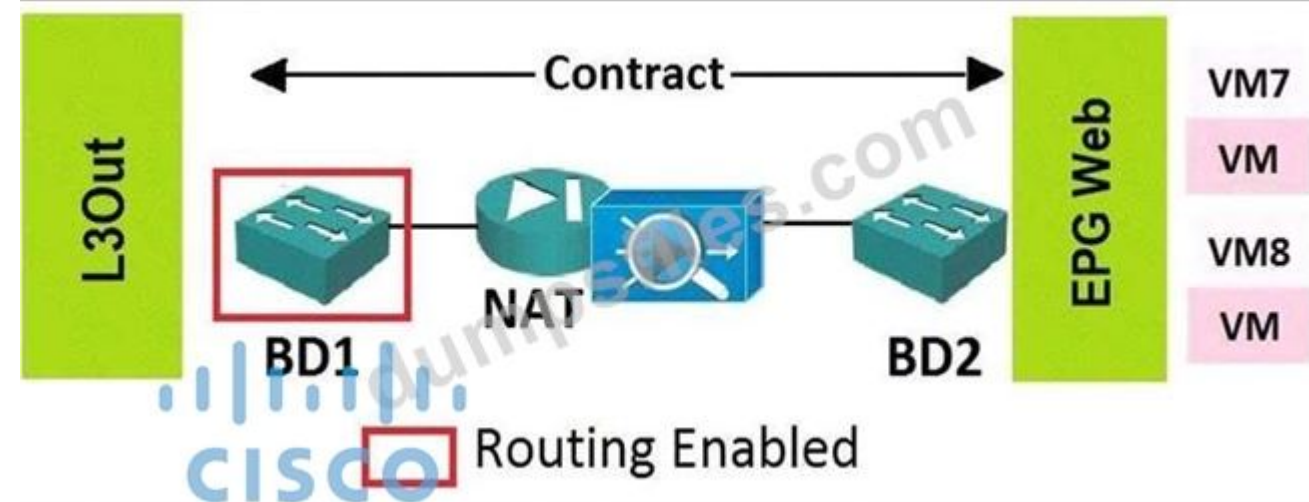 Contract
L3Out
NAT
BD1
BD2
EPG Web
VM7
VM
VM8
VM
CISCO
Routing Enabled